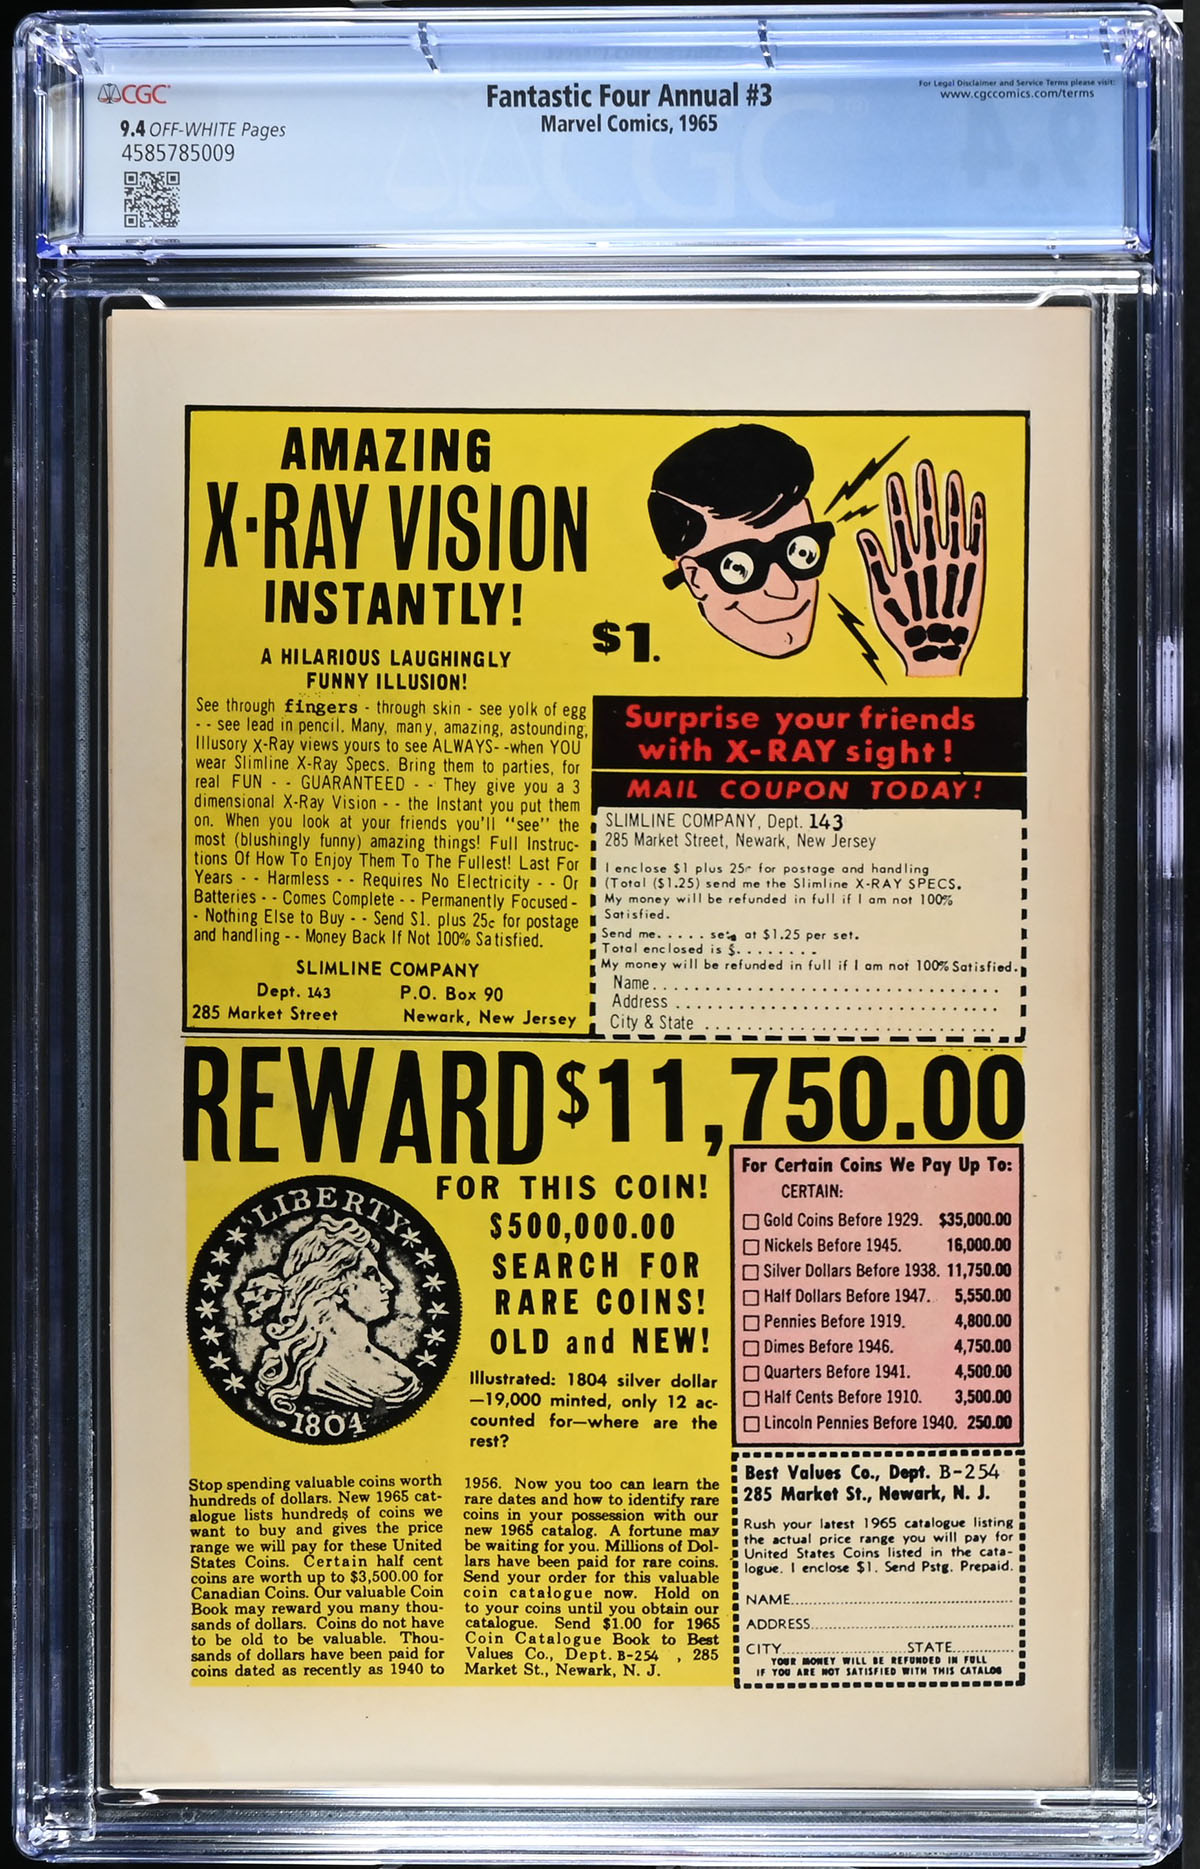 CGC
9.4 OFF-WHITE Pages
4585785009
Fantastic Four Annual #3
Marvel Comics, 1965
For Legal Disclaimer and Service Terms please visit:
www.cgccomics.com/terms
AMAZING
X-RAY VISION
INSTANTLY!
A HILARIOUS LAUGHINGLY
FUNNY ILLUSION!
$1.
See through fingers - through skin - see yolk of egg
- - see lead in pencil. Many, many, amazing, astounding,
Illusory X-Ray views yours to see ALWAYS- -when YOU
wear Slimline X-Ray Specs. Bring them to parties, for
real FUN - - GUARANTEED - - They give you a 3
dimensional X-Ray Vision - - the Instant you put them
on. When you look at your friends you'll "see" the
most (blushingly funny) amazing things! Full Instruc-
tions Of How To Enjoy Them To The Fullest! Last For
Years - - Harmless - - Requires No Electricity - - Or
Batteries - - Comes Complete - - Permanently Focused-
- Nothing Else to Buy - - Send $1. plus 25c for postage
and handling - - Money Back If Not 100% Satisfied.
SLIMLINE COMPANY
Dept. 143 P.O. Box 90
285 Market Street Newark, New Jersey
Surprise your friends
with X-RAY sight!
MAIL COUPON TODAY!
SLIMLINE COMPANY, Dept. 143
285 Market Street, Newark, New Jersey
I enclose $1 plus 25c for postage and handling
(Total ($1.25) send me the Slimline X-RAY SPECS.
My money will be refunded in full if I am not 100%
Satisfied.
Send me. . . . . sets at $1.25 per set.
Total enclosed is $. . . . . . . .
My money will be refunded in full if I am not 100% Satisfied.
Name
Address
City & State
REWARD $11,750.00
LIBERTY
1804
FOR THIS COIN!
$500,000.00
SEARCH FOR
RARE COINS!
OLD and NEW!
Illustrated: 1804 silver dollar
—19,000 minted, only 12 ac-
counted for—where are the
rest?
For Certain Coins We Pay Up To:
CERTAIN:
Gold Coins Before 1929. $35,000.00
Nickels Before 1945. 16,000.00
Silver Dollars Before 1938. 11,750.00
Half Dollars Before 1947. 5,550.00
Pennies Before 1919. 4,800.00
Dimes Before 1946. 4,750.00
Quarters Before 1941. 4,500.00
Half Cents Before 1910. 3,500.00
Lincoln Pennies Before 1940. 250.00
Stop spending valuable coins worth
hundreds of dollars. New 1965 cat-
alogue lists hundreds of coins we
want to buy and gives the price
range we will pay for these United
States Coins. Certain half cent
coins are worth up to $3,500.00 for
Canadian Coins. Our valuable Coin
Book may reward you many thou-
sands of dollars. Coins do not have
to be old to be valuable. Thou-
sands of dollars have been paid for
coins dated as recently as 1940 to
1956. Now you too can learn the
rare dates and how to identify rare
coins in your possession with our
new 1965 catalog. A fortune may
be waiting for you. Millions of Dol-
lars have been paid for rare coins.
Send your order for this valuable
coin catalogue now. Hold on
to your coins until you obtain our
catalogue. Send $1.00 for 1965
Coin Catalogue Book to Best
Values Co., Dept. B-254 , 285
Market St., Newark, N. J.
Best Values Co., Dept. B-254
285 Market St., Newark, N. J.
Rush your latest 1965 catalogue listing
the actual price range you will pay for
United States Coins listed in the cata-
logue. I enclose $1. Send Pstg. Prepaid.
NAME
ADDRESS
CITY STATE
YOUR MONEY WILL BE REFUNDED IN FULL
IF YOU ARE NOT SATISFIED WITH THIS CATALOG